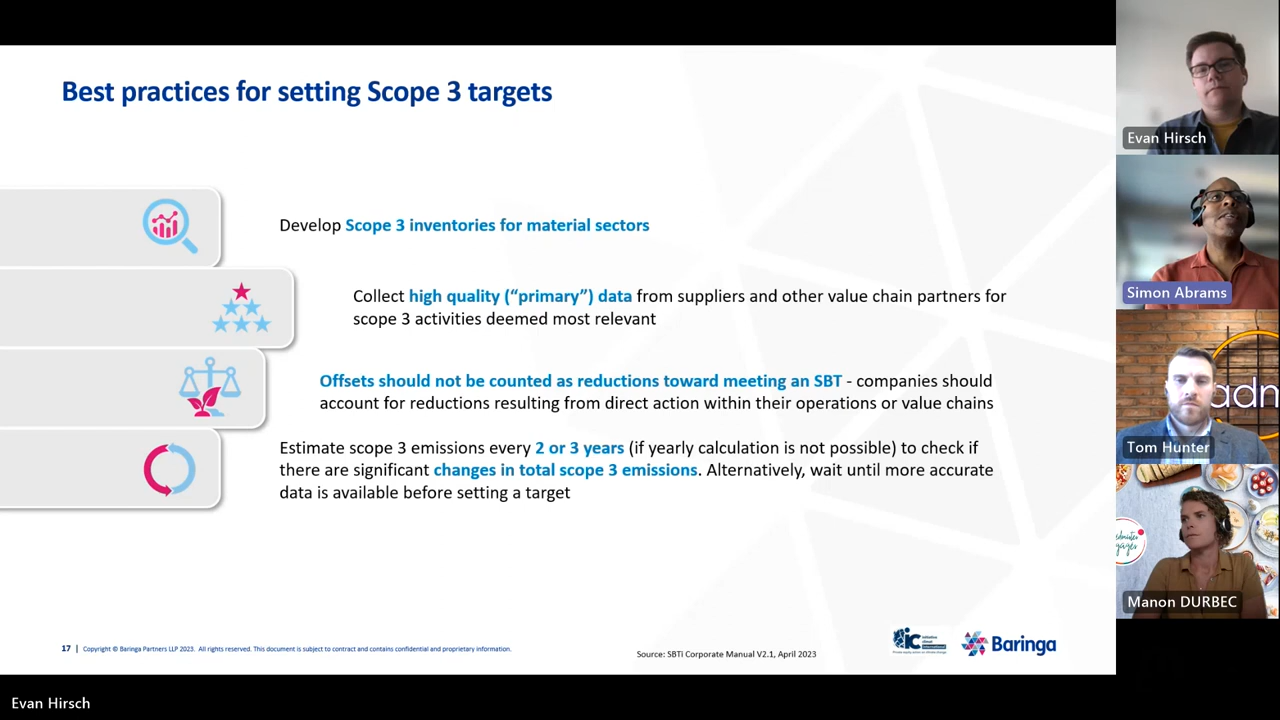 Best practices for setting Scope 3 targets
Develop Scope 3 inventories for material sectors
Collect high quality (“primary”) data from suppliers and other value chain partners for
scope 3 activities deemed most relevant
Offsets should not be counted as reductions toward meeting an SBT - companies should
account for reductions resulting from direct action within their operations or value chains
Estimate scope 3 emissions every 2 or 3 years (if yearly calculation is not possible) to check if
there are significant changes in total scope 3 emissions. Alternatively, wait until more accurate
data is available before setting a target
17 | Copyright © Baringa Partners LLP 2023. All rights reserved. This document is subject to contract and contains confidential and proprietary information.
Source: SBTi Corporate Manual V2.1, April 2023
iC
Baringa
Evan Hirsch
Simon Abrams
adn
Tom Hunter
Manon DURBEC
Evan Hirsch